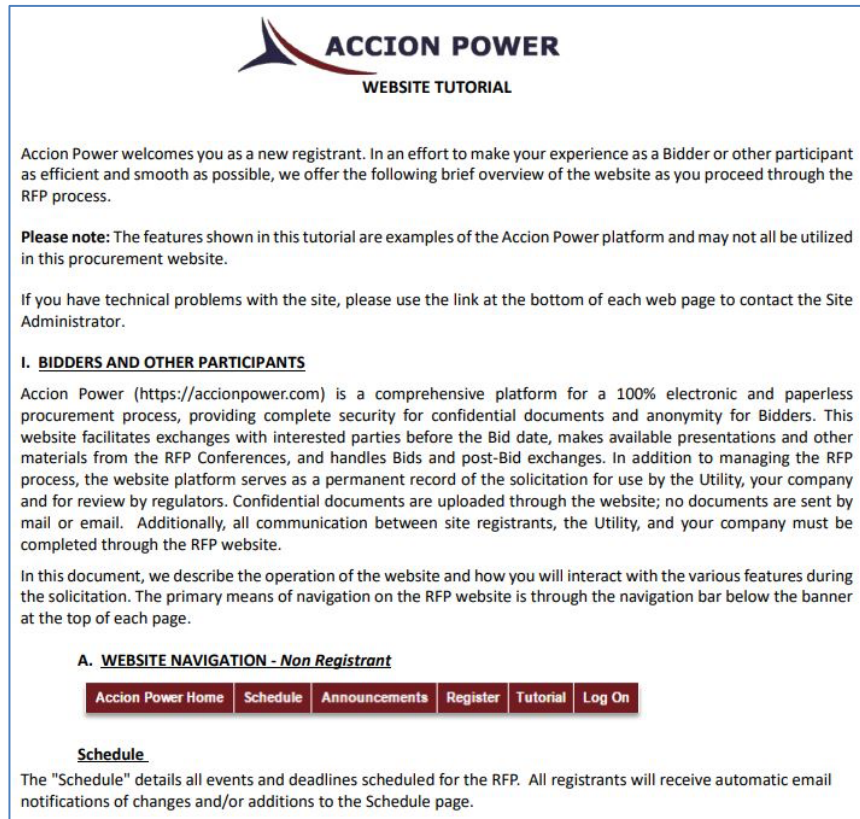 ACCION POWER
WEBSITE TUTORIAL
Accion Power welcomes you as a new registrant. In an effort to make your experience as a Bidder or other participant
as efficient and smooth as possible, we offer the following brief overview of the website as you proceed through the
RFP process.
Please note: The features shown in this tutorial are examples of the Accion Power platform and may not all be utilized
in this procurement website.
If you have technical problems with the site, please use the link at the bottom of each web page to contact the Site
Administrator.
I. BIDDERS AND OTHER PARTICIPANTS
Accion Power (https://accionpower.com) is a comprehensive platform for a 100% electronic and paperless
procurement process, providing complete security for confidential documents and anonymity for Bidders. This
website facilitates exchanges with interested parties before the Bid date, makes available presentations and other
materials from the RFP Conferences, and handles Bids and post-Bid exchanges. In addition to managing the RFP
process, the website platform serves as a permanent record of the solicitation for use by the Utility, your company
and for review by regulators. Confidential documents are uploaded through the website; no documents are sent by
mail or email. Additionally, all communication between site registrants, the Utility, and your company must be
completed through the RFP website.
In this document, we describe the operation of the website and how you will interact with the various features during
the solicitation. The primary means of navigation on the RFP website is through the navigation bar below the banner
at the top of each page.
A. WEBSITE NAVIGATION - Non Registrant
Accion Power Home Schedule Announcements Register Tutorial Log On
Schedule
The "Schedule" details all events and deadlines scheduled for the RFP. All registrants will receive automatic email
notifications of changes and/or additions to the Schedule page.